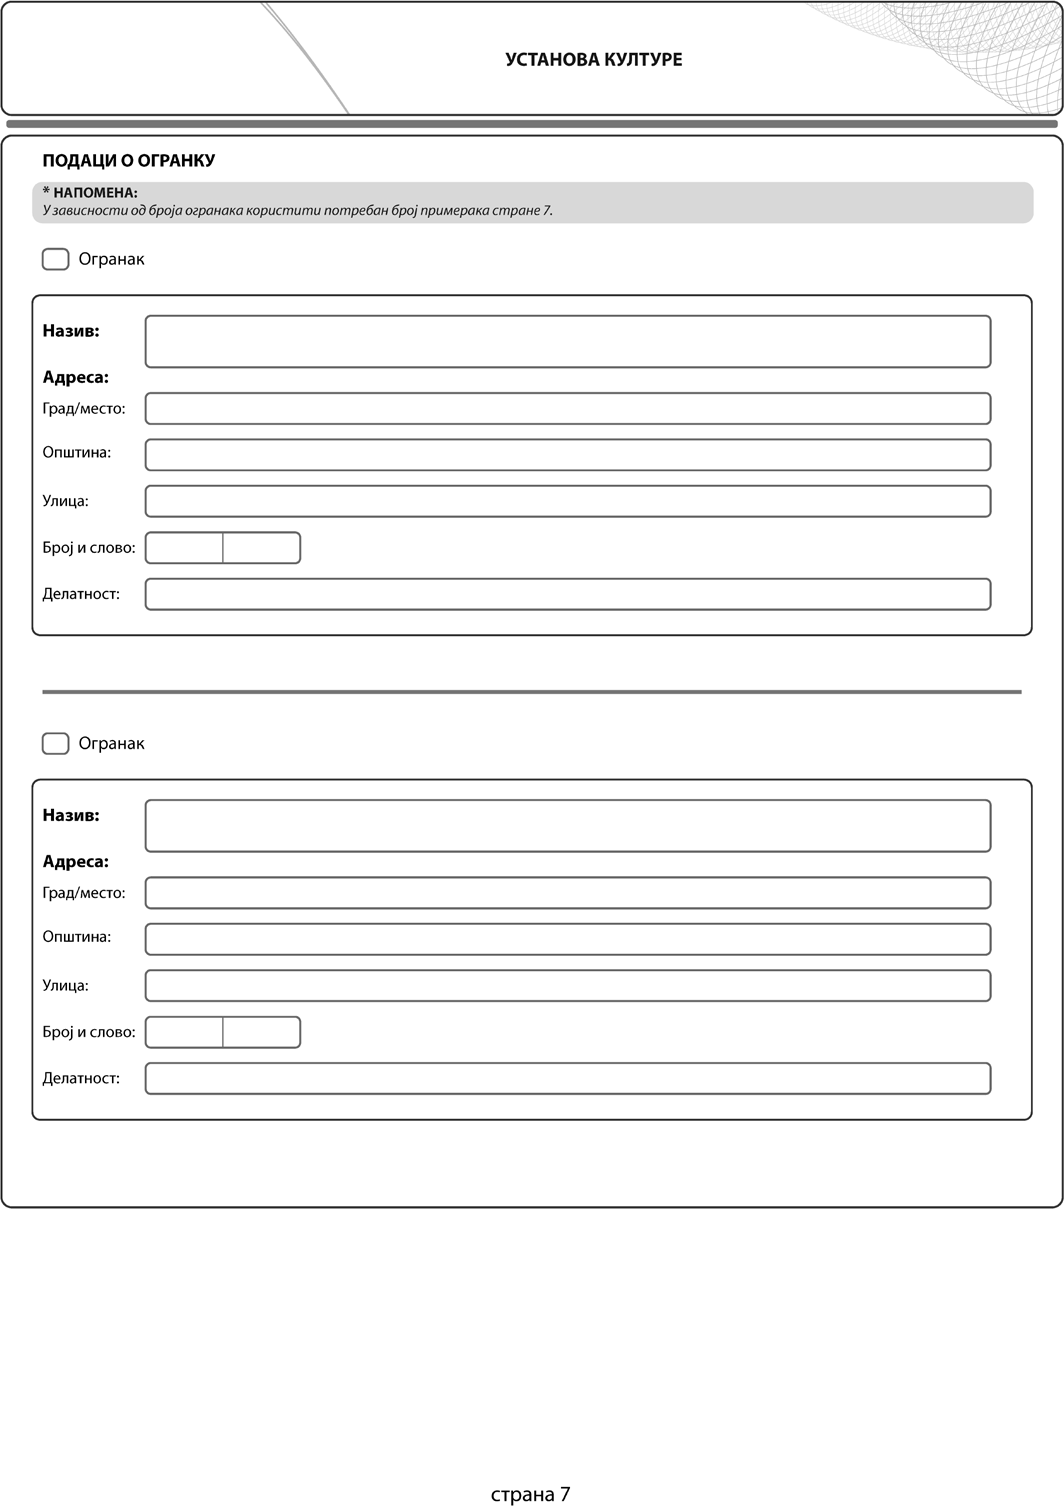 УСТАНОВА КУЛТУРЕ
ПОДАЦИ О ОГРАНКУ
* НАПОМЕНА:
У зависности од броја огранака користити потребан број примерака стране 7.
Огранак
Назив:
Адреса:
Град/место:
Општина:
Улица:
Број и слово:
Делатност:
Огранак
Назив:
Адреса:
Град/место:
Општина:
Улица:
Број и слово:
Делатност:
страна 7